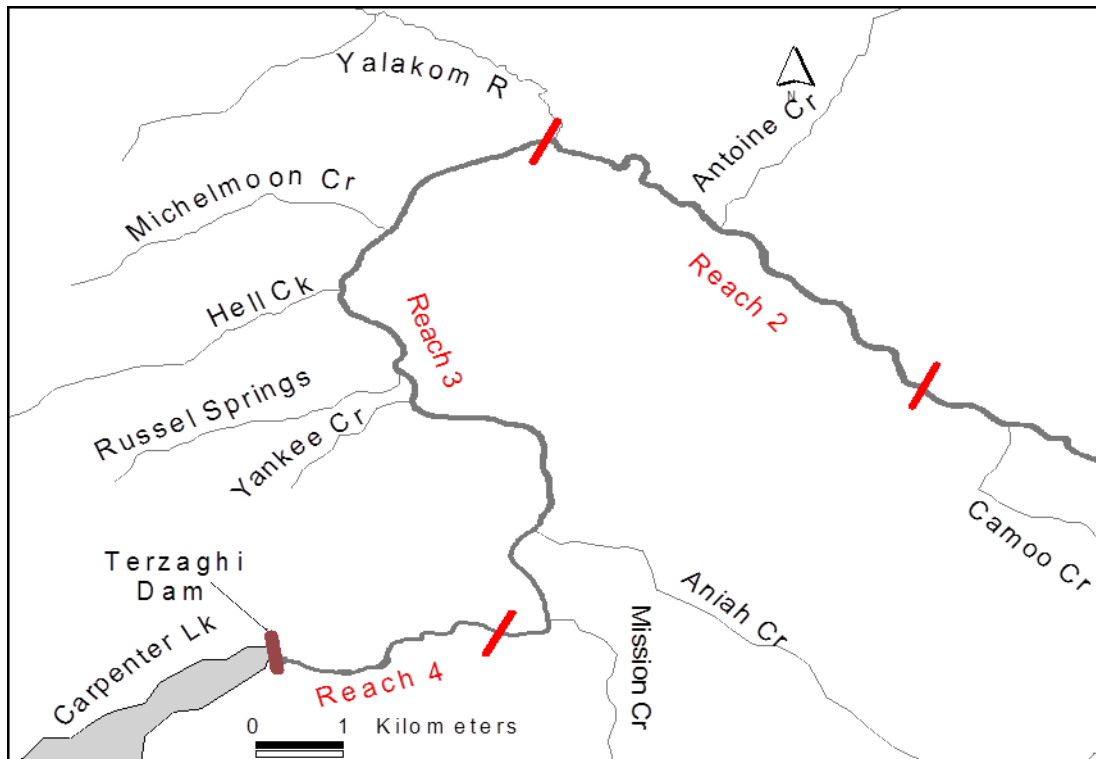 Yalakom R
N
Antoine Cr
Michelmoon Cr
Reach 2
Hell Ck
Reach 3
Russel Springs
Yankee Cr
Camoo Cr
Terzaghi
Dam
Aniah Cr
Mission Cr
Carpenter Lk
Reach 4
0 1 Kilometers